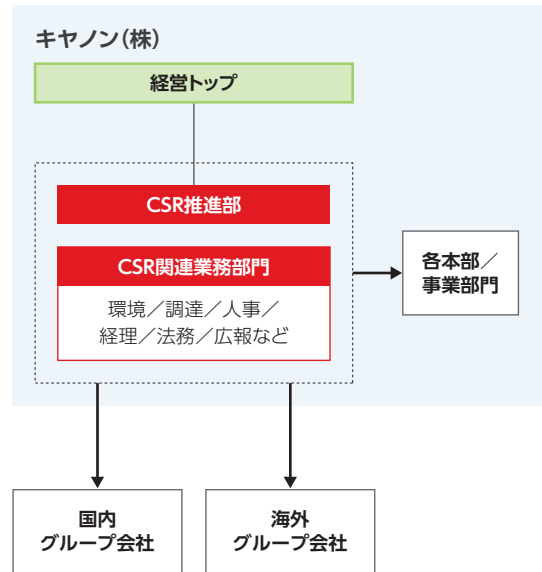 キヤノン（株）
経営トップ
CSR推進部
CSR関連業務部門
環境／調達／人事／
経理／法務／広報など
各本部／
事業部門
国内
グループ会社
海外
グループ会社